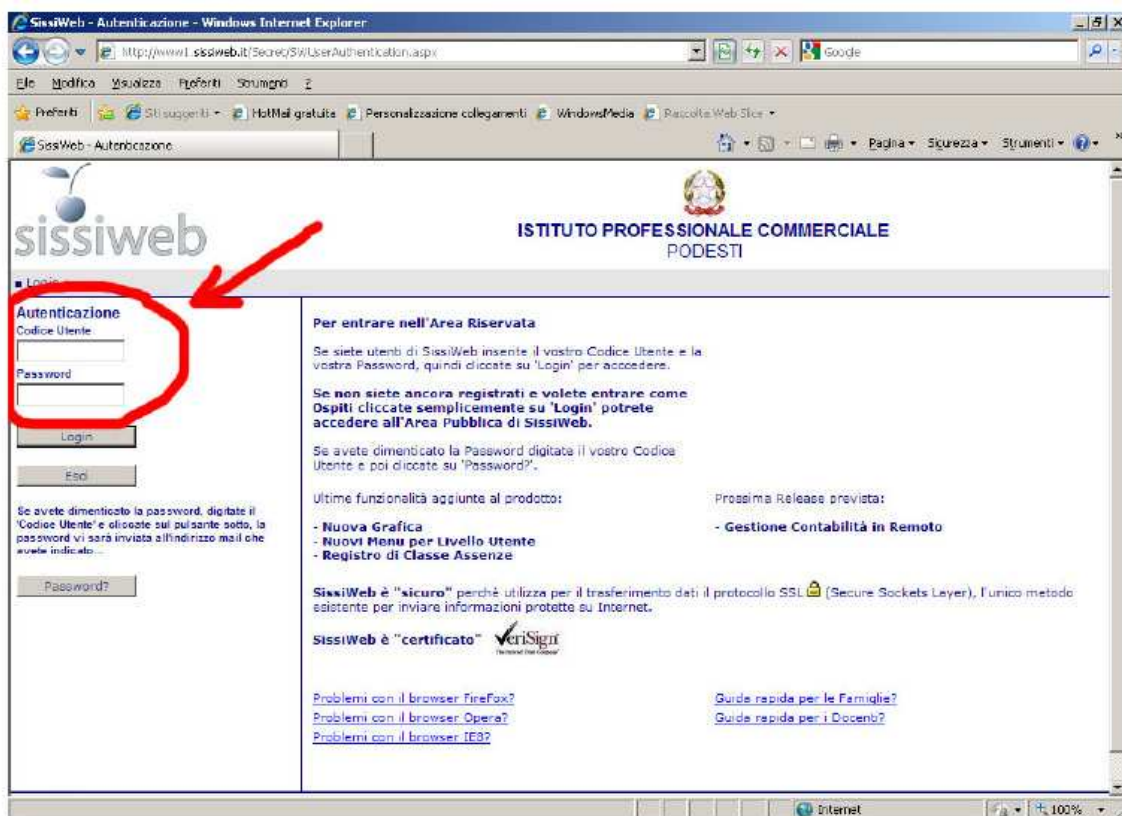 SissiWeb - Autenticazione - Windows Internet Explorer
http://www1.sissiweb.it/Secret/SWUserAuthentication.aspx
Google
File Modifica Visualizza Preferiti Strumenti ?
Preferiti Siti suggeriti HotMail gratuita Personalizzazione collegamenti WindowsMedia Raccolta Web Slice
SissiWeb - Autenticazione
Pagina Sicurezza Strumenti
sissiweb
ISTITUTO PROFESSIONALE COMMERCIALE
PODESTI
Login
Autenticazione
Codice Utente
Password
Login
Esci
Se avete dimenticato la password, digitate il
'Codice Utente' e cliccate sul pulsante sotto, la
password vi sarà inviata all'indirizzo mail che
avete indicato...
Password?
Per entrare nell'Area Riservata
Se siete utenti di SissiWeb inserite il vostro Codice Utente e la
vostra Password, quindi cliccate su 'Login' per acccedere.
Se non siete ancora registrati e volete entrare come
Ospiti cliccate semplicemente su 'Login' potrete
accedere all'Area Pubblica di SissiWeb.
Se avete dimenticato la Password digitate il vostro Codice
Utente e poi cliccate su 'Password?'.
Ultime funzionalità aggiunte al prodotto:
- Nuova Grafica
- Nuovi Menu per Livello Utente
- Registro di Classe Assenze
Prossima Release prevista:
- Gestione Contabilità in Remoto
SissiWeb è "sicuro" perchè utilizza per il trasferimento dati il protocollo SSL (Secure Sockets Layer), l'unico metodo
esistente per inviare informazioni protette su Internet.
SissiWeb è "certificato" VeriSign
Problemi con il browser FireFox?
Problemi con il browser Opera?
Problemi con il browser IE8?
Guida rapida per le Famiglie?
Guida rapida per i Docenti?
Internet
100%